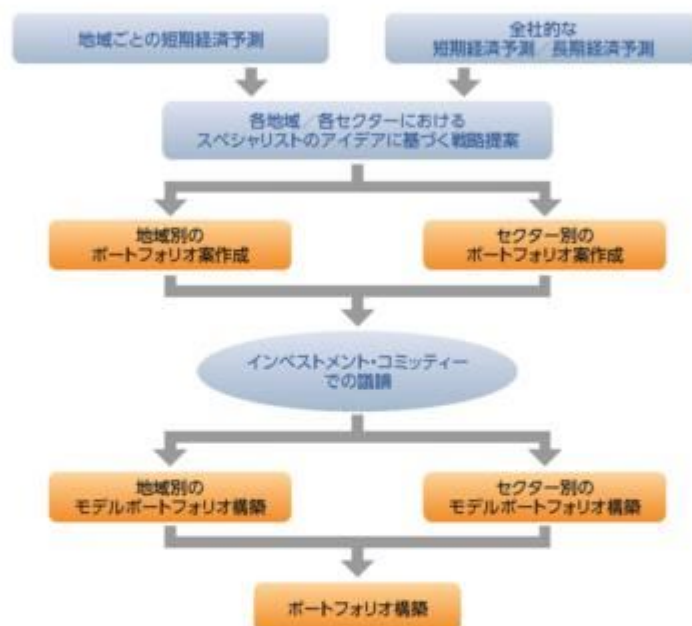 地域ごとの短期経済予測
全社的な
短期経済予測／長期経済予測
各地域／各セクターにおける
スペシャリストのアイデアに基づく戦略提案
地域別の
ポートフォリオ案作成
セクター別の
ポートフォリオ案作成
インベストメント・コミッティー
での議論
地域別の
モデルポートフォリオ構築
セクター別の
モデルポートフォリオ構築
ポートフォリオ構築